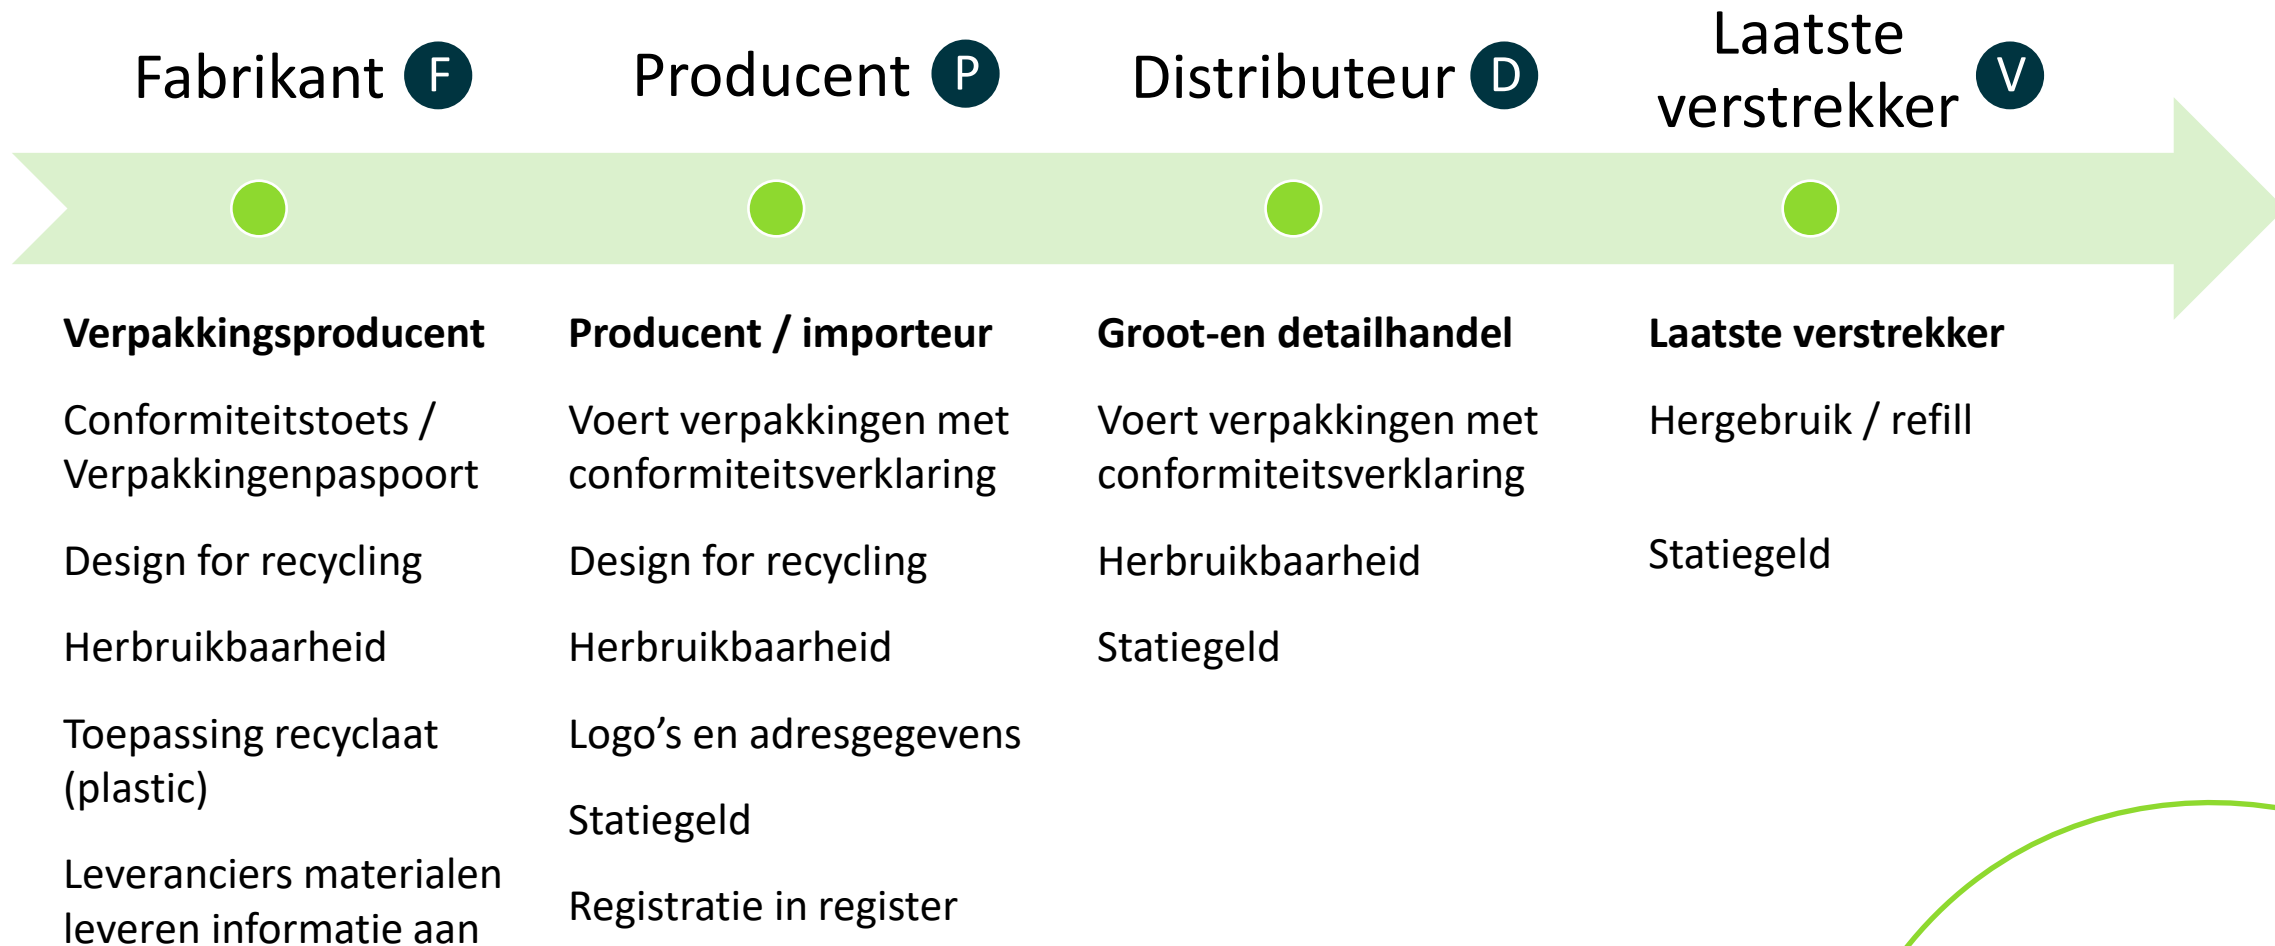 Fabrikant F
Producent P
Distributeur D
Laatste
verstrekker V
Verpakkingsproducent
Conformiteitstoets /
Verpakkingenpaspoort
Design for recycling
Herbruikbaarheid
Toepassing recyclaat
(plastic)
Leveranciers materialen
leveren informatie aan
Producent / importeur
Voert verpakkingen met
conformiteitsverklaring
Design for recycling
Herbruikbaarheid
Logo’s en adresgegevens
Statiegeld
Registratie in register
Groot-en detailhandel
Voert verpakkingen met
conformiteitsverklaring
Herbruikbaarheid
Statiegeld
Laatste verstrekker
Hergebruik / refill
Statiegeld